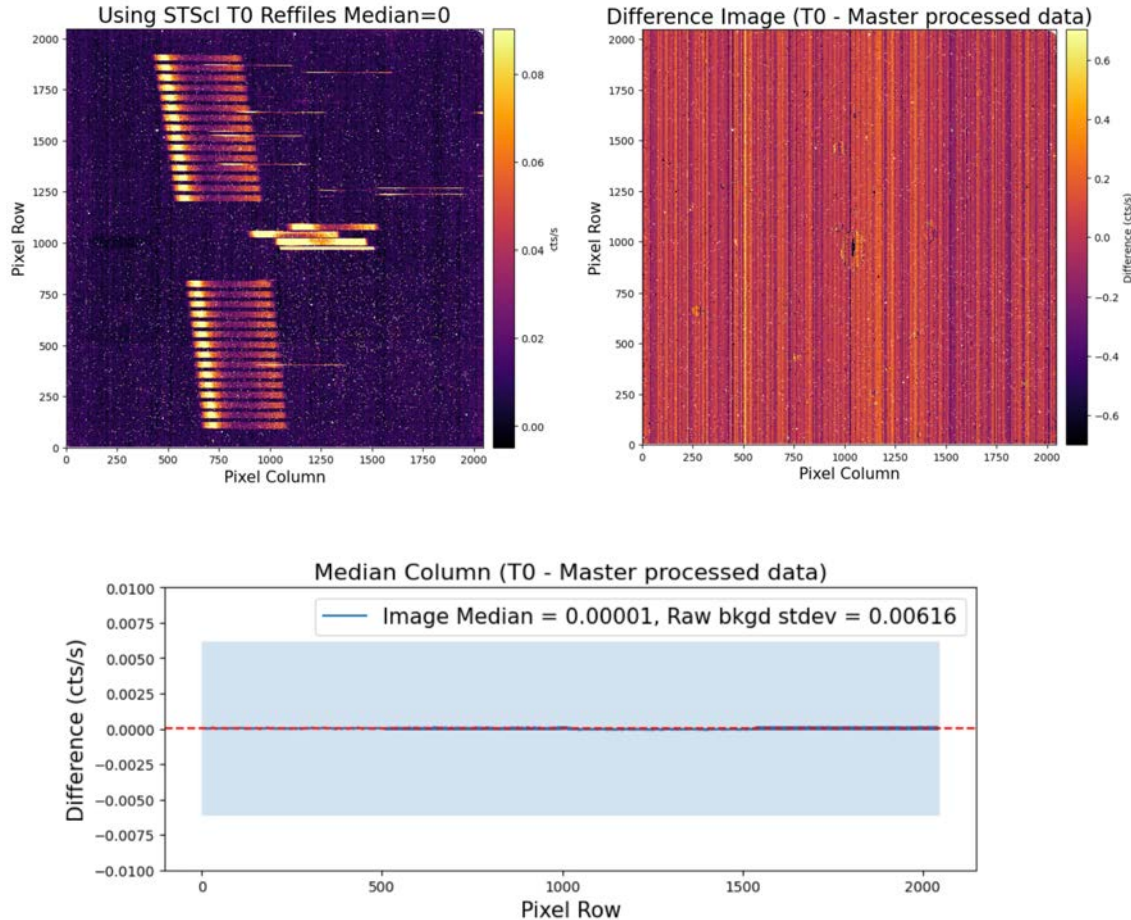 Using STScI T0 Reffiles Median=0
2000
1750
1500
1250
1000
750
500
250
0
Pixel Row
0 250 500 750 1000 1250 1500 1750 2000
Pixel Column
0.08
0.06
0.04
0.02
0.00
cts/s
Difference Image (T0 - Master processed data)
2000
1750
1500
1250
1000
750
500
250
0
Pixel Row
0 250 500 750 1000 1250 1500 1750 2000
Pixel Column
0.6
0.4
0.2
0.0
−0.2
−0.4
−0.6
Difference (cts/s)
Median Column (T0 - Master processed data)
Image Median = 0.00001, Raw bkgd stdev = 0.00616
0.0100
0.0075
0.0050
0.0025
0.0000
−0.0025
−0.0050
−0.0075
−0.0100
Difference (cts/s)
0 500 1000 1500 2000
Pixel Row